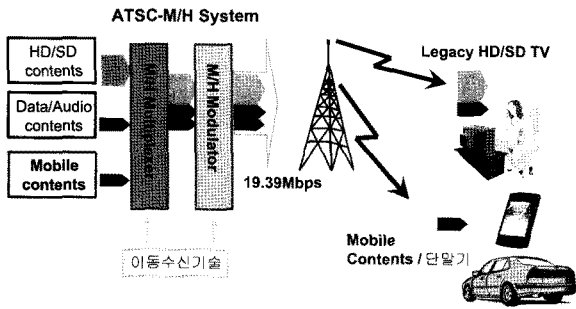 ATSC-M/H System
HD/SD
contents
Data/Audio
contents
Mobile
contents
M/H Multiplexer
M/H Modulator
19.39Mbps
이동수신기술
Legacy HD/SD TV
Mobile
Contents / 단말기